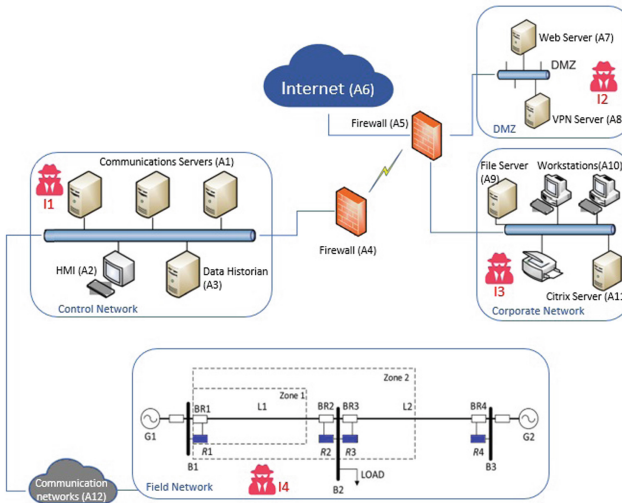 Web Server (A7)
DMZ
I2
VPN Server (A8
DMZ
Internet (A6)
Firewall (A5)
File Server
(A9)
Workstations(A10)
I3
Citrix Server (A11
Corporate Network
Communications Servers (A1)
I1
HMI (A2)
Data Historian
(A3)
Control Network
Firewall (A4)
Zone 2
Zone 1
BR1
L1
BR2
BR3
L2
BR4
G1
G2
R1
R2
R3
R4
B1
B3
LOAD
B2
I4
Field Network
Communication
networks (A12)